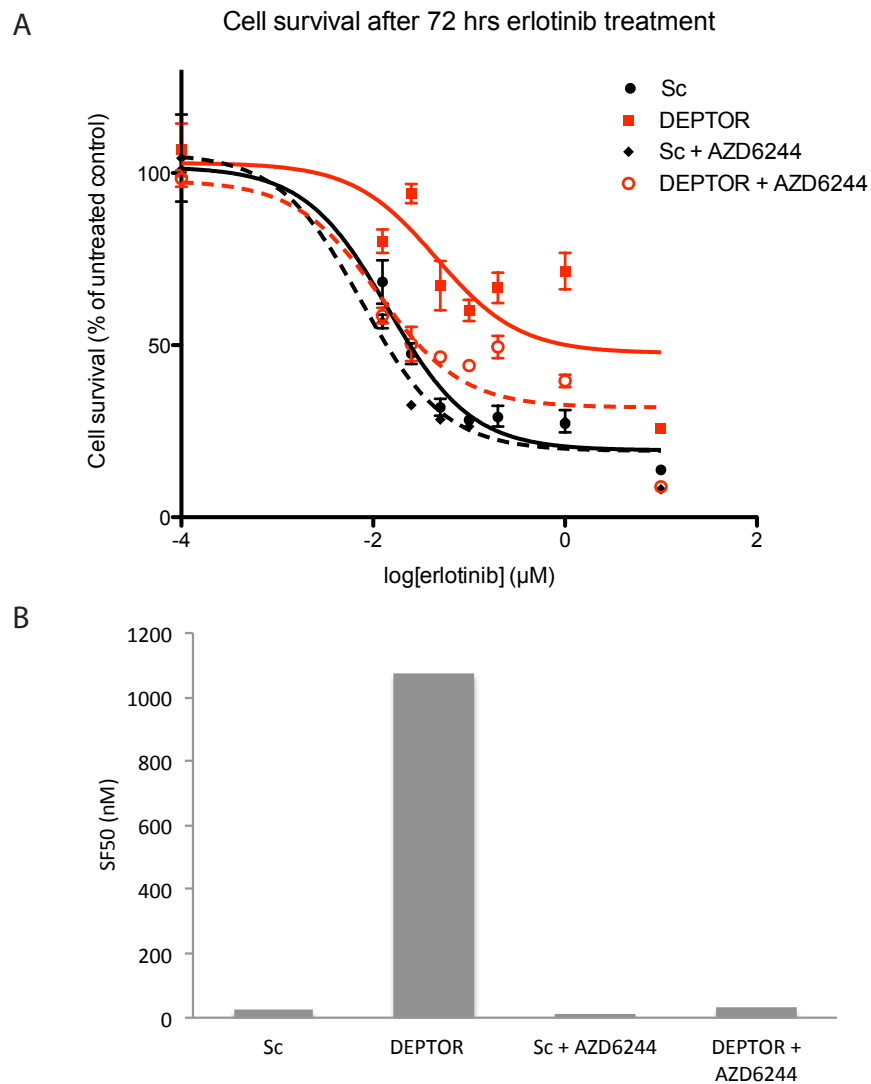 A
Cell survival after 72 hrs erlotinib treatment
Sc
DEPTOR
Sc + AZD6244
DEPTOR + AZD6244
Cell survival (% of untreated control)
100
50
0
-4
-2
0
2
log[erlotinib] (µM)
B
SF50 (nM)
1200
1000
800
600
400
200
0
Sc
DEPTOR
Sc + AZD6244
DEPTOR +
AZD6244